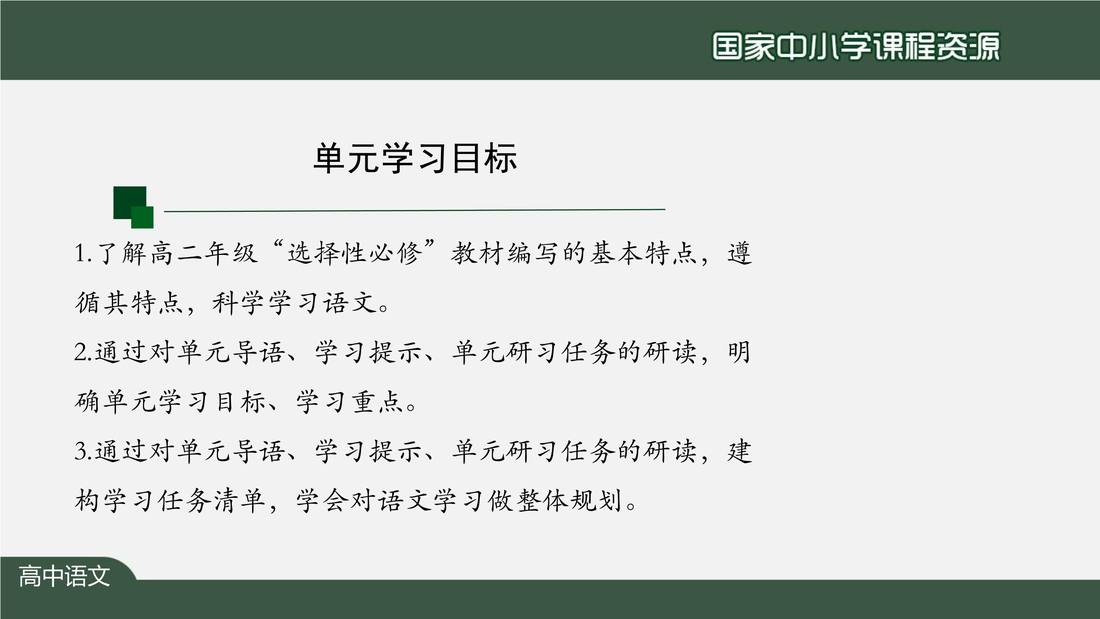 国家中小学课程资源
单元学习目标
1.了解高二年级“选择性必修”教材编写的基本特点，遵
循其特点，科学学习语文。
2.通过对单元导语、学习提示、单元研习任务的研读，明
确单元学习目标、学习重点。
3.通过对单元导语、学习提示、单元研习任务的研读，建
构学习任务清单，学会对语文学习做整体规划。
高中语文